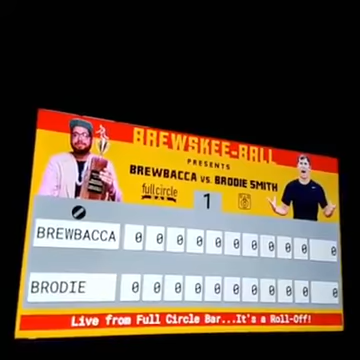 BREWSKEE-BALL
PRESENTS
BREWBACCA VS. BRODIE SMITH
full circle
1
BREWBACCA 0 0 0 0 0 0 0 0 0 0
BRODIE 0 0 0 0 0 0 0 0 0 0
Live from Full Circle Bar...It's a Roll-Off!